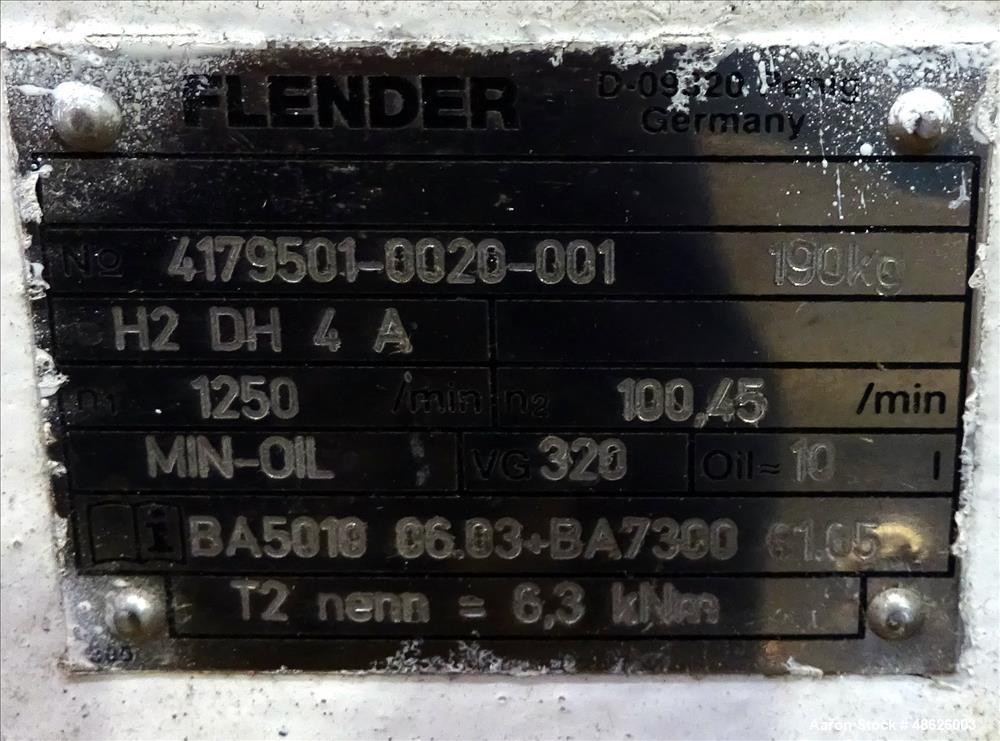 FLENDER D-09320 Penig
Germany
No 4179501-0020-001 190kg
H2 DH 4 A
n1 1250 /min n2 100,45 /min
MIN-OIL VG 320 Oil≈ 10 l
i BA5010 06.03+BA7300 01.05
T2 nenn = 6,3 kNm
Aaron Stock # 48626003